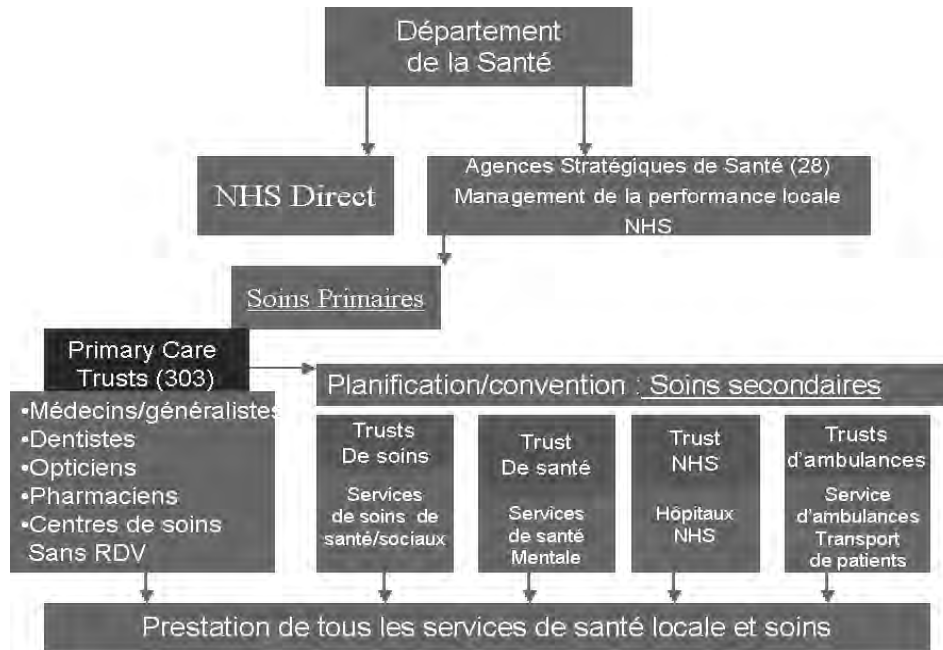 Département
de la Santé
NHS Direct
Agences Stratégiques de Santé (28)
Management de la performance locale
NHS
Soins Primaires
Primary Care
Trusts (303)
•Médecins/généralistes
•Dentistes
•Opticiens
•Pharmaciens
•Centres de soins
Sans RDV
Planification/convention : Soins secondaires
Trusts
De soins
Services
de soins de
santé/sociaux
Trust
De santé
Services
de santé
Mentale
Trust
NHS
Hôpitaux
NHS
Trusts
d'ambulances
Service
d'ambulances
Transport
de patients
Prestation de tous les services de santé locale et soins